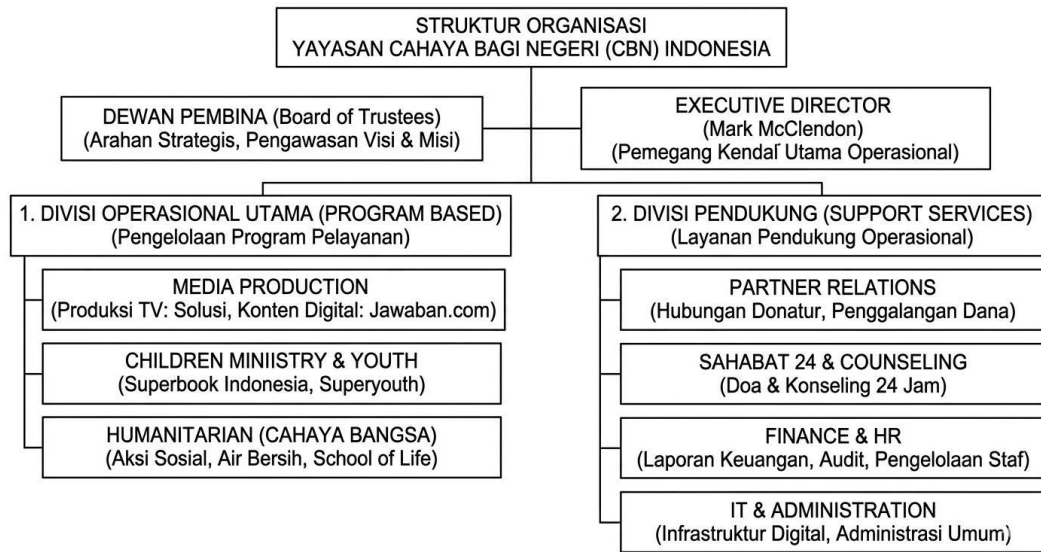 STRUKTUR ORGANISASI
YAYASAN CAHAYA BAGI NEGERI (CBN) INDONESIA
DEWAN PEMBINA (Board of Trustees)
(Arahan Strategis, Pengawasan Visi & Misi)
EXECUTIVE DIRECTOR
(Mark McClendon)
(Pemegang Kendaľ Utama Operasional)
1. DIVISI OPERASIONAL UTAMA (PROGRAM BASED)
(Pengelolaan Program Pelayanan)
MEDIA PRODUCTION
(Produksi TV: Solusi, Konten Digital: Jawaban.com)
CHILDREN MINIISTRY & YOUTH
(Superbook Indonesia, Superyouth)
HUMANITARIAN (CAHAYA BANGSA)
(Aksi Sosial, Air Bersih, School of Life)
2. DIVISI PENDUKUNG (SUPPORT SERVICES)
(Layanan Pendukung Operasional)
PARTNER RELATIONS
(Hubungan Donatur, Penggalangan Dana)
SAHABAT 24 & COUNSELING
(Doa & Konseling 24 Jam)
FINANCE & HR
(Laporan Keuangan, Audit, Pengelolaan Staf)
IT & ADMINISTRATION
(Infrastruktur Digital, Administrasi Umum)